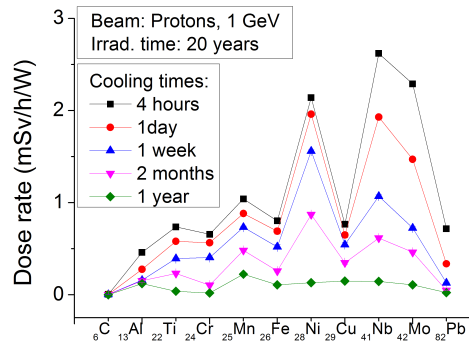 Beam: Protons, 1 GeV
Irrad. time: 20 years
Cooling times:
4 hours
1day
1 week
2 months
1 year
Dose rate (mSv/h/W)
3
2
1
0
6C 13Al 22Ti 24Cr 25Mn 26Fe 28Ni 29Cu 41Nb 42Mo 82Pb